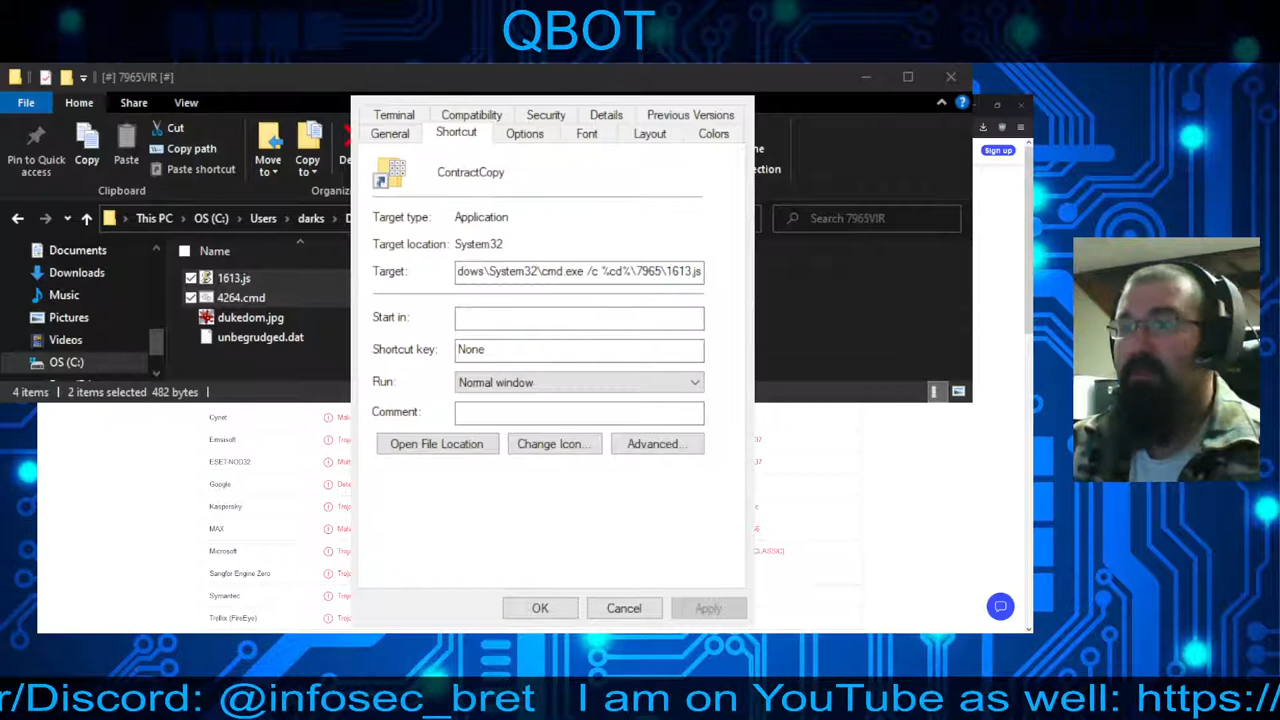 QBOT
[#] 7965VIR [#]
File Home Share View
Pin to Quick access
Copy
Paste
Cut
Copy path
Paste shortcut
Move to
Copy To
Clipboard
This PC OS (C:) Users darks
Search 7965VIR
Documents
Downloads
Music
Pictures
Videos
OS (C:)
Name
1613.js
4264.cmd
dukedom.jpg
unbegrudged.dat
4 items 2 items selected 482 bytes
Terminal Compatibility Security Details Previous Versions
General Shortcut Options Font Layout Colors
ContractCopy
Target type: Application
Target location: System32
Target: dows\System32\cmd.exe /c %cd%\7965\1613.js
Start in:
Shortcut key: None
Run: Normal window
Comment:
Open File Location Change Icon... Advanced...
OK Cancel Apply
Sign up
Cynet
Emsisoft
ESET-NOD32
Google
Kaspersky
MAX
Microsoft
Sangfor Engine Zero
Symantec
Trellix (FireEye)
CLASSIC)
r/Discord: @infosec_bret I am on YouTube as well: https://